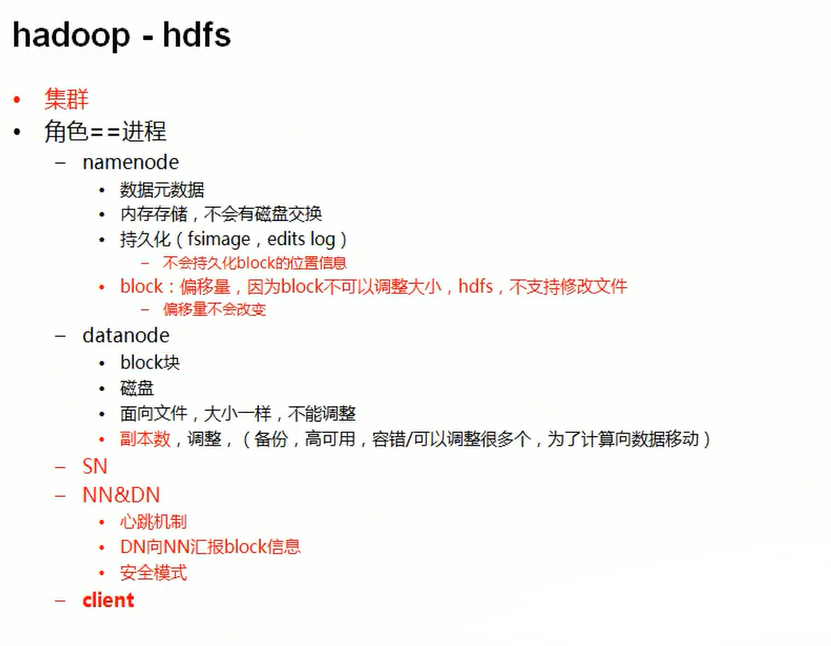 hadoop - hdfs
• 集群
• 角色==进程
– namenode
• 数据元数据
• 内存存储，不会有磁盘交换
• 持久化（fsimage，edits log）
– 不会持久化block的位置信息
• block：偏移量，因为block不可以调整大小，hdfs，不支持修改文件
– 偏移量不会改变
– datanode
• block块
• 磁盘
• 面向文件，大小一样，不能调整
• 副本数，调整，（备份，高可用，容错/可以调整很多个，为了计算向数据移动）
– SN
– NN&DN
• 心跳机制
• DN向NN汇报block信息
• 安全模式
– client